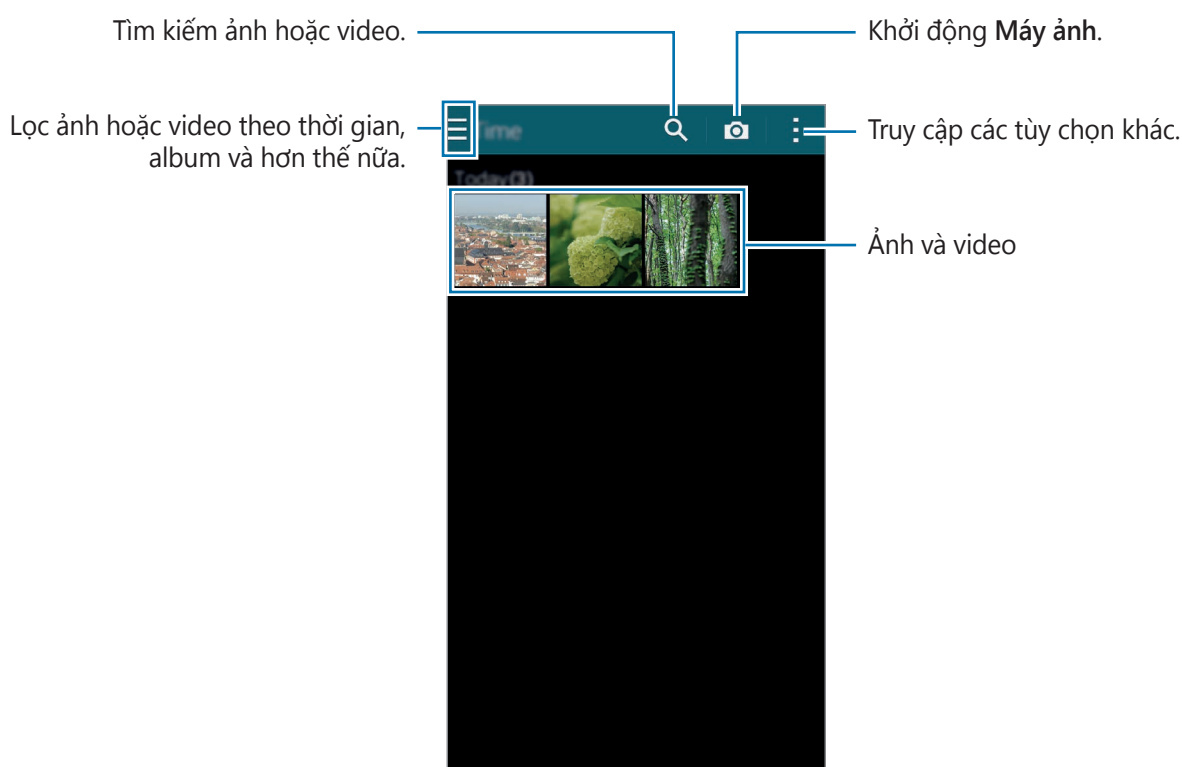 Tìm kiếm ảnh hoặc video.
Khởi động Máy ảnh.
Lọc ảnh hoặc video theo thời gian,
album và hơn thế nữa.
Time
Truy cập các tùy chọn khác.
Today(3)
Ảnh và video